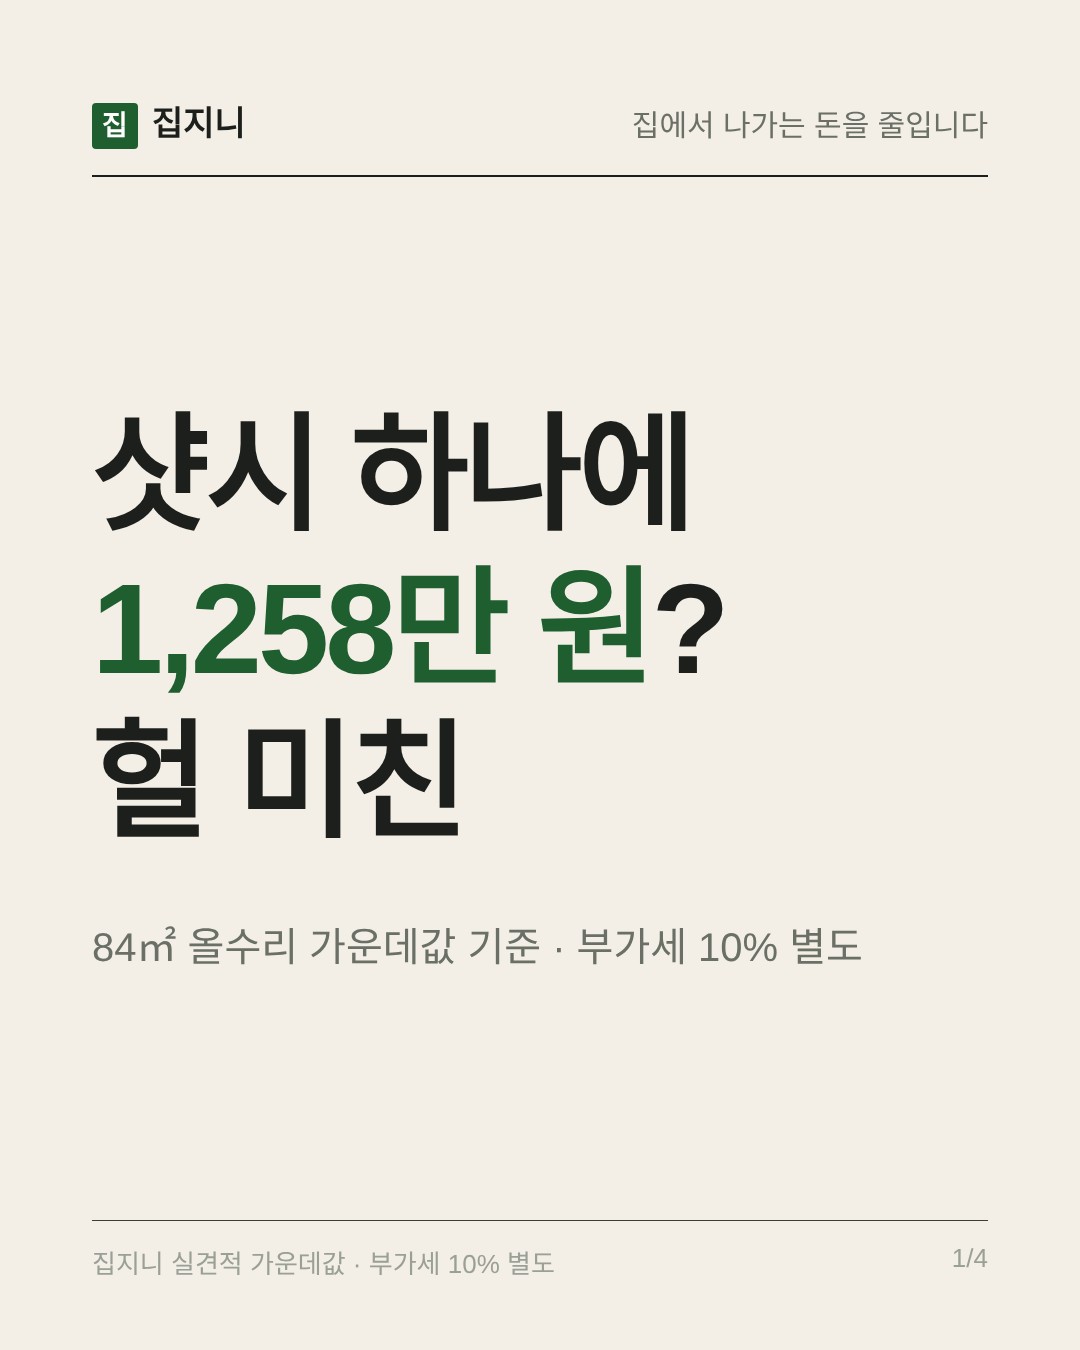 집 집지니
집에서 나가는 돈을 줄입니다
샷시 하나에
1,258만 원?
헐 미친
84㎡ 올수리 가운데값 기준 · 부가세 10% 별도
집지니 실견적 가운데값 · 부가세 10% 별도
1/4